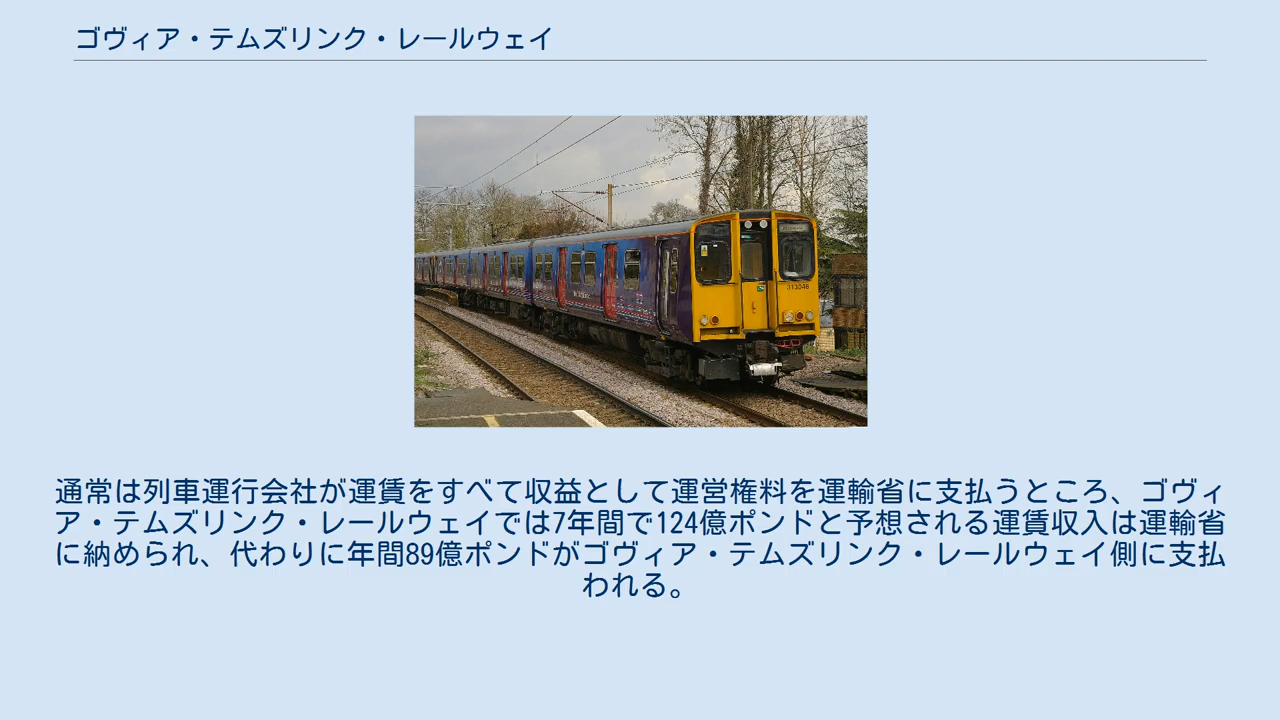 ゴヴィア・テムズリンク・レールウェイ
313046
通常は列車運行会社が運賃をすべて収益として運営権料を運輸省に支払うところ、ゴヴィ
ア・テムズリンク・レールウェイでは7年間で124億ポンドと予想される運賃収入は運輸省
に納められ、代わりに年間89億ポンドがゴヴィア・テムズリンク・レールウェイ側に支払
われる。